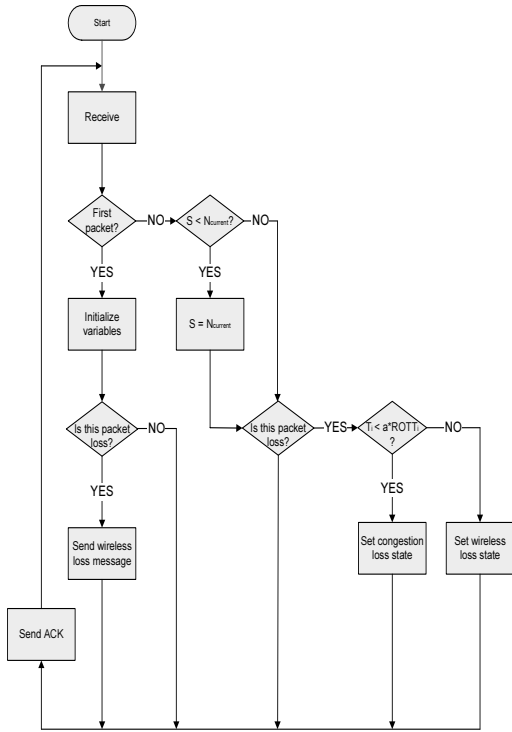 Start
Receive
First
packet?
NO
S < Ncurrent?
NO
YES
YES
Initialize
variables
S = Ncurrent
Is this packet
loss?
NO
Is this packet
loss?
YES
Ti < a*ROTTi
?
NO
YES
YES
Send wireless
loss message
Set congestion
loss state
Set wireless
loss state
Send ACK